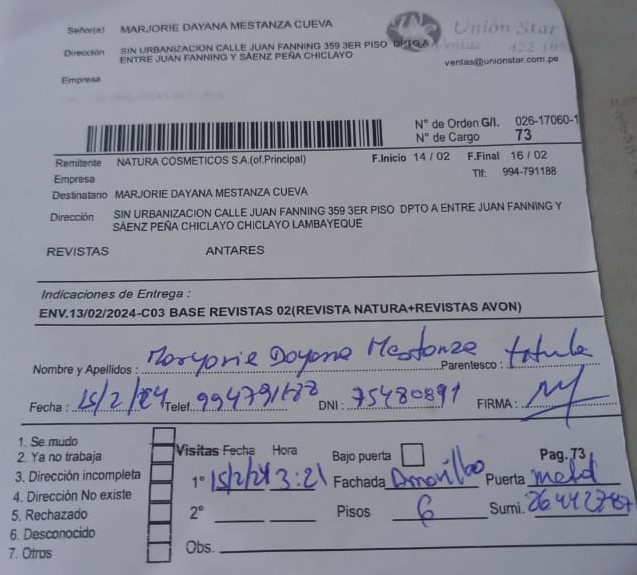 Señor(a) MARJORIE DAYANA MESTANZA CUEVA
Unión Star
Dirección SIN URBANIZACION CALLE JUAN FANNING 359 3ER PISO DPTO A
ENTRE JUAN FANNING Y SÁENZ PEÑA CHICLAYO
ventas@unionstar.com.pe
Empresa
N° de Orden G/I. 026-17060-1
N° de Cargo 73
Remitente NATURA COSMETICOS S.A.(of.Principal) F.Inicio 14 / 02 F.Final 16 / 02
Empresa Tlf: 994-791188
Destinatario MARJORIE DAYANA MESTANZA CUEVA
Dirección SIN URBANIZACION CALLE JUAN FANNING 359 3ER PISO DPTO A ENTRE JUAN FANNING Y
SÁENZ PEÑA CHICLAYO CHICLAYO LAMBAYEQUE
REVISTAS ANTARES
Indicaciones de Entrega :
ENV.13/02/2024-C03 BASE REVISTAS 02(REVISTA NATURA+REVISTAS AVON)
Nombre y Apellidos : Marjorie Dayana Mestanza Parentesco : titula
Fecha : 15/2/24 Telef. 994791188 DNI : 75480891 FIRMA :
1. Se mudo
2. Ya no trabaja
3. Dirección incompleta
4. Dirección No existe
5. Rechazado
6. Desconocido
7. Otros
Visitas Fecha Hora Bajo puerta Pag. 73
1° 15/2/24 3:21 Fachada Amarillo Puerta metal
2° Pisos 6 Sumi. 26442787
Obs.